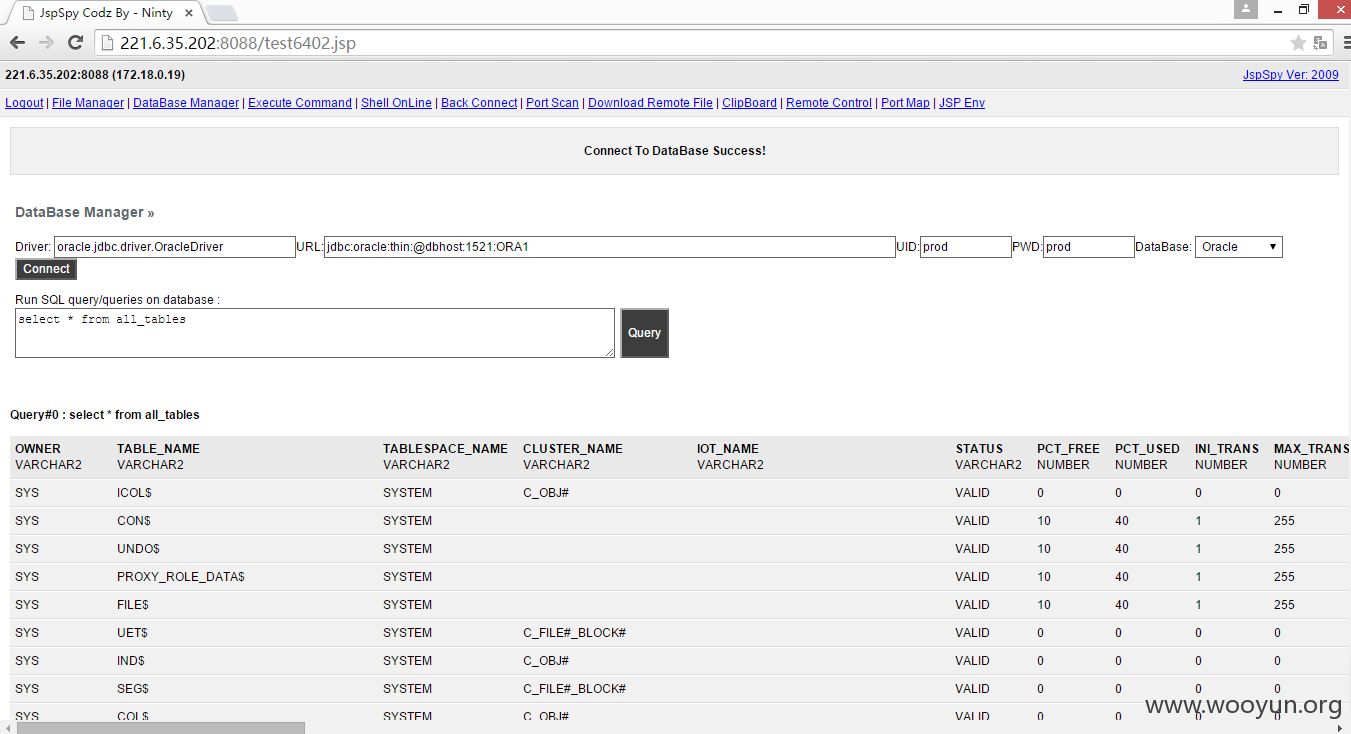 JspSpy Codz By - Ninty
221.6.35.202:8088/test6402.jsp
221.6.35.202:8088 (172.18.0.19) JspSpy Ver: 2009
Logout | File Manager | DataBase Manager | Execute Command | Shell OnLine | Back Connect | Port Scan | Download Remote File | ClipBoard | Remote Control | Port Map | JSP Env
Connect To DataBase Success!
DataBase Manager »
Driver: oracle.jdbc.driver.OracleDriver URL: jdbc:oracle:thin:@dbhost:1521:ORA1 UID: prod PWD: prod DataBase: Oracle
Connect
Run SQL query/queries on database :
select * from all_tables
Query
Query#0 : select * from all_tables
OWNER TABLE_NAME TABLESPACE_NAME CLUSTER_NAME IOT_NAME STATUS PCT_FREE PCT_USED INI_TRANS MAX_TRANS
VARCHAR2 VARCHAR2 VARCHAR2 VARCHAR2 VARCHAR2 VARCHAR2 NUMBER NUMBER NUMBER NUMBER
SYS ICOL$ SYSTEM C_OBJ# VALID 0 0 0 0
SYS CON$ SYSTEM VALID 10 40 1 255
SYS UNDO$ SYSTEM VALID 10 40 1 255
SYS PROXY_ROLE_DATA$ SYSTEM VALID 10 40 1 255
SYS FILE$ SYSTEM VALID 10 40 1 255
SYS UET$ SYSTEM C_FILE#_BLOCK# VALID 0 0 0 0
SYS IND$ SYSTEM C_OBJ# VALID 0 0 0 0
SYS SEG$ SYSTEM C_FILE#_BLOCK# VALID 0 0 0 0
SYS COL$ SYSTEM C_OBJ# VALID 0 0 0 0
www.wooyun.org